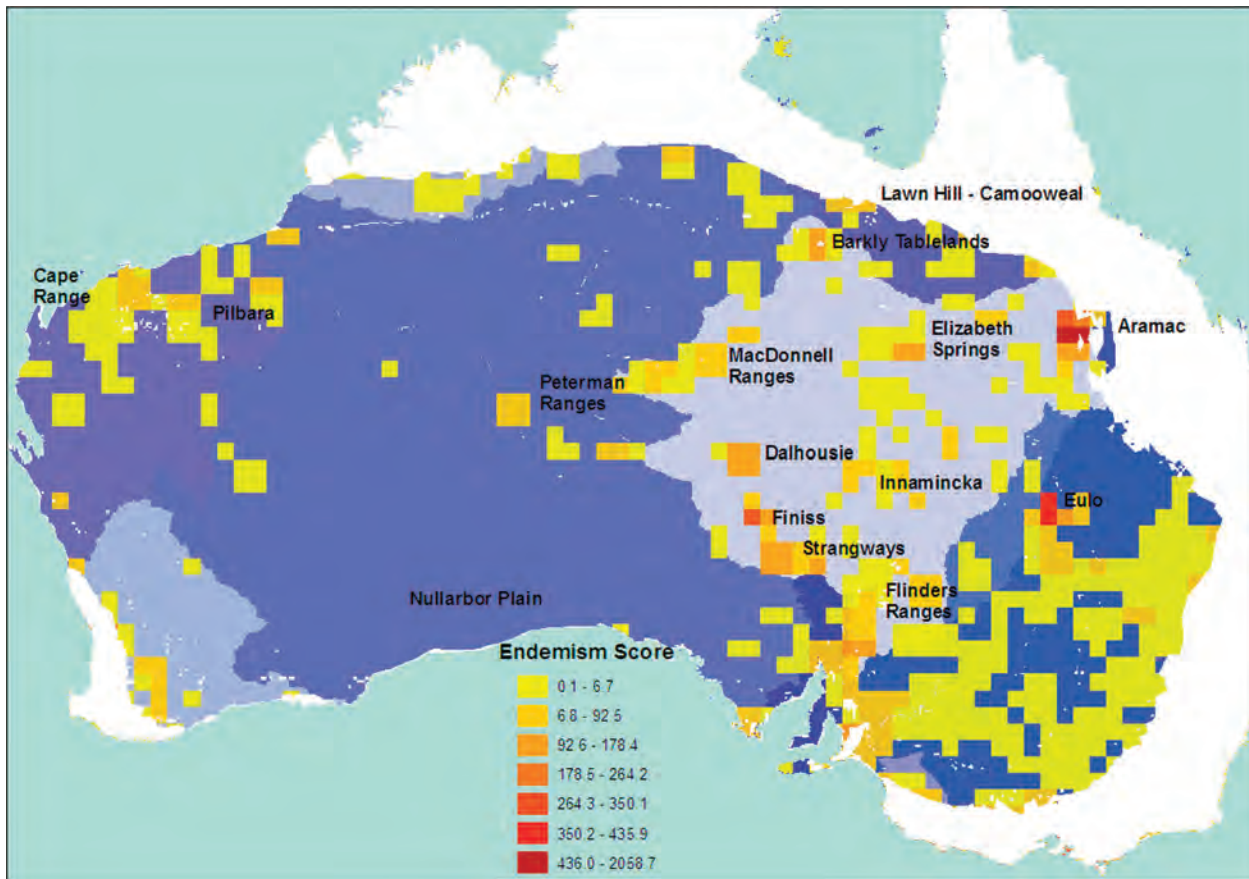 Lawn Hill - Camooweal
Barkly Tablelands
Cape
Range
Pilbara
Elizabeth
Springs
Aramac
MacDonnell
Ranges
Peterman
Ranges
Dalhousie
Innamincka
Eulo
Finiss
Strangways
Flinders
Ranges
Nullarbor Plain
Endemism Score
0.1 - 6.7
6.8 - 92.5
92.6 - 178.4
178.5 - 264.2
264.3 - 350.1
350.2 - 435.9
436.0 - 2058.7